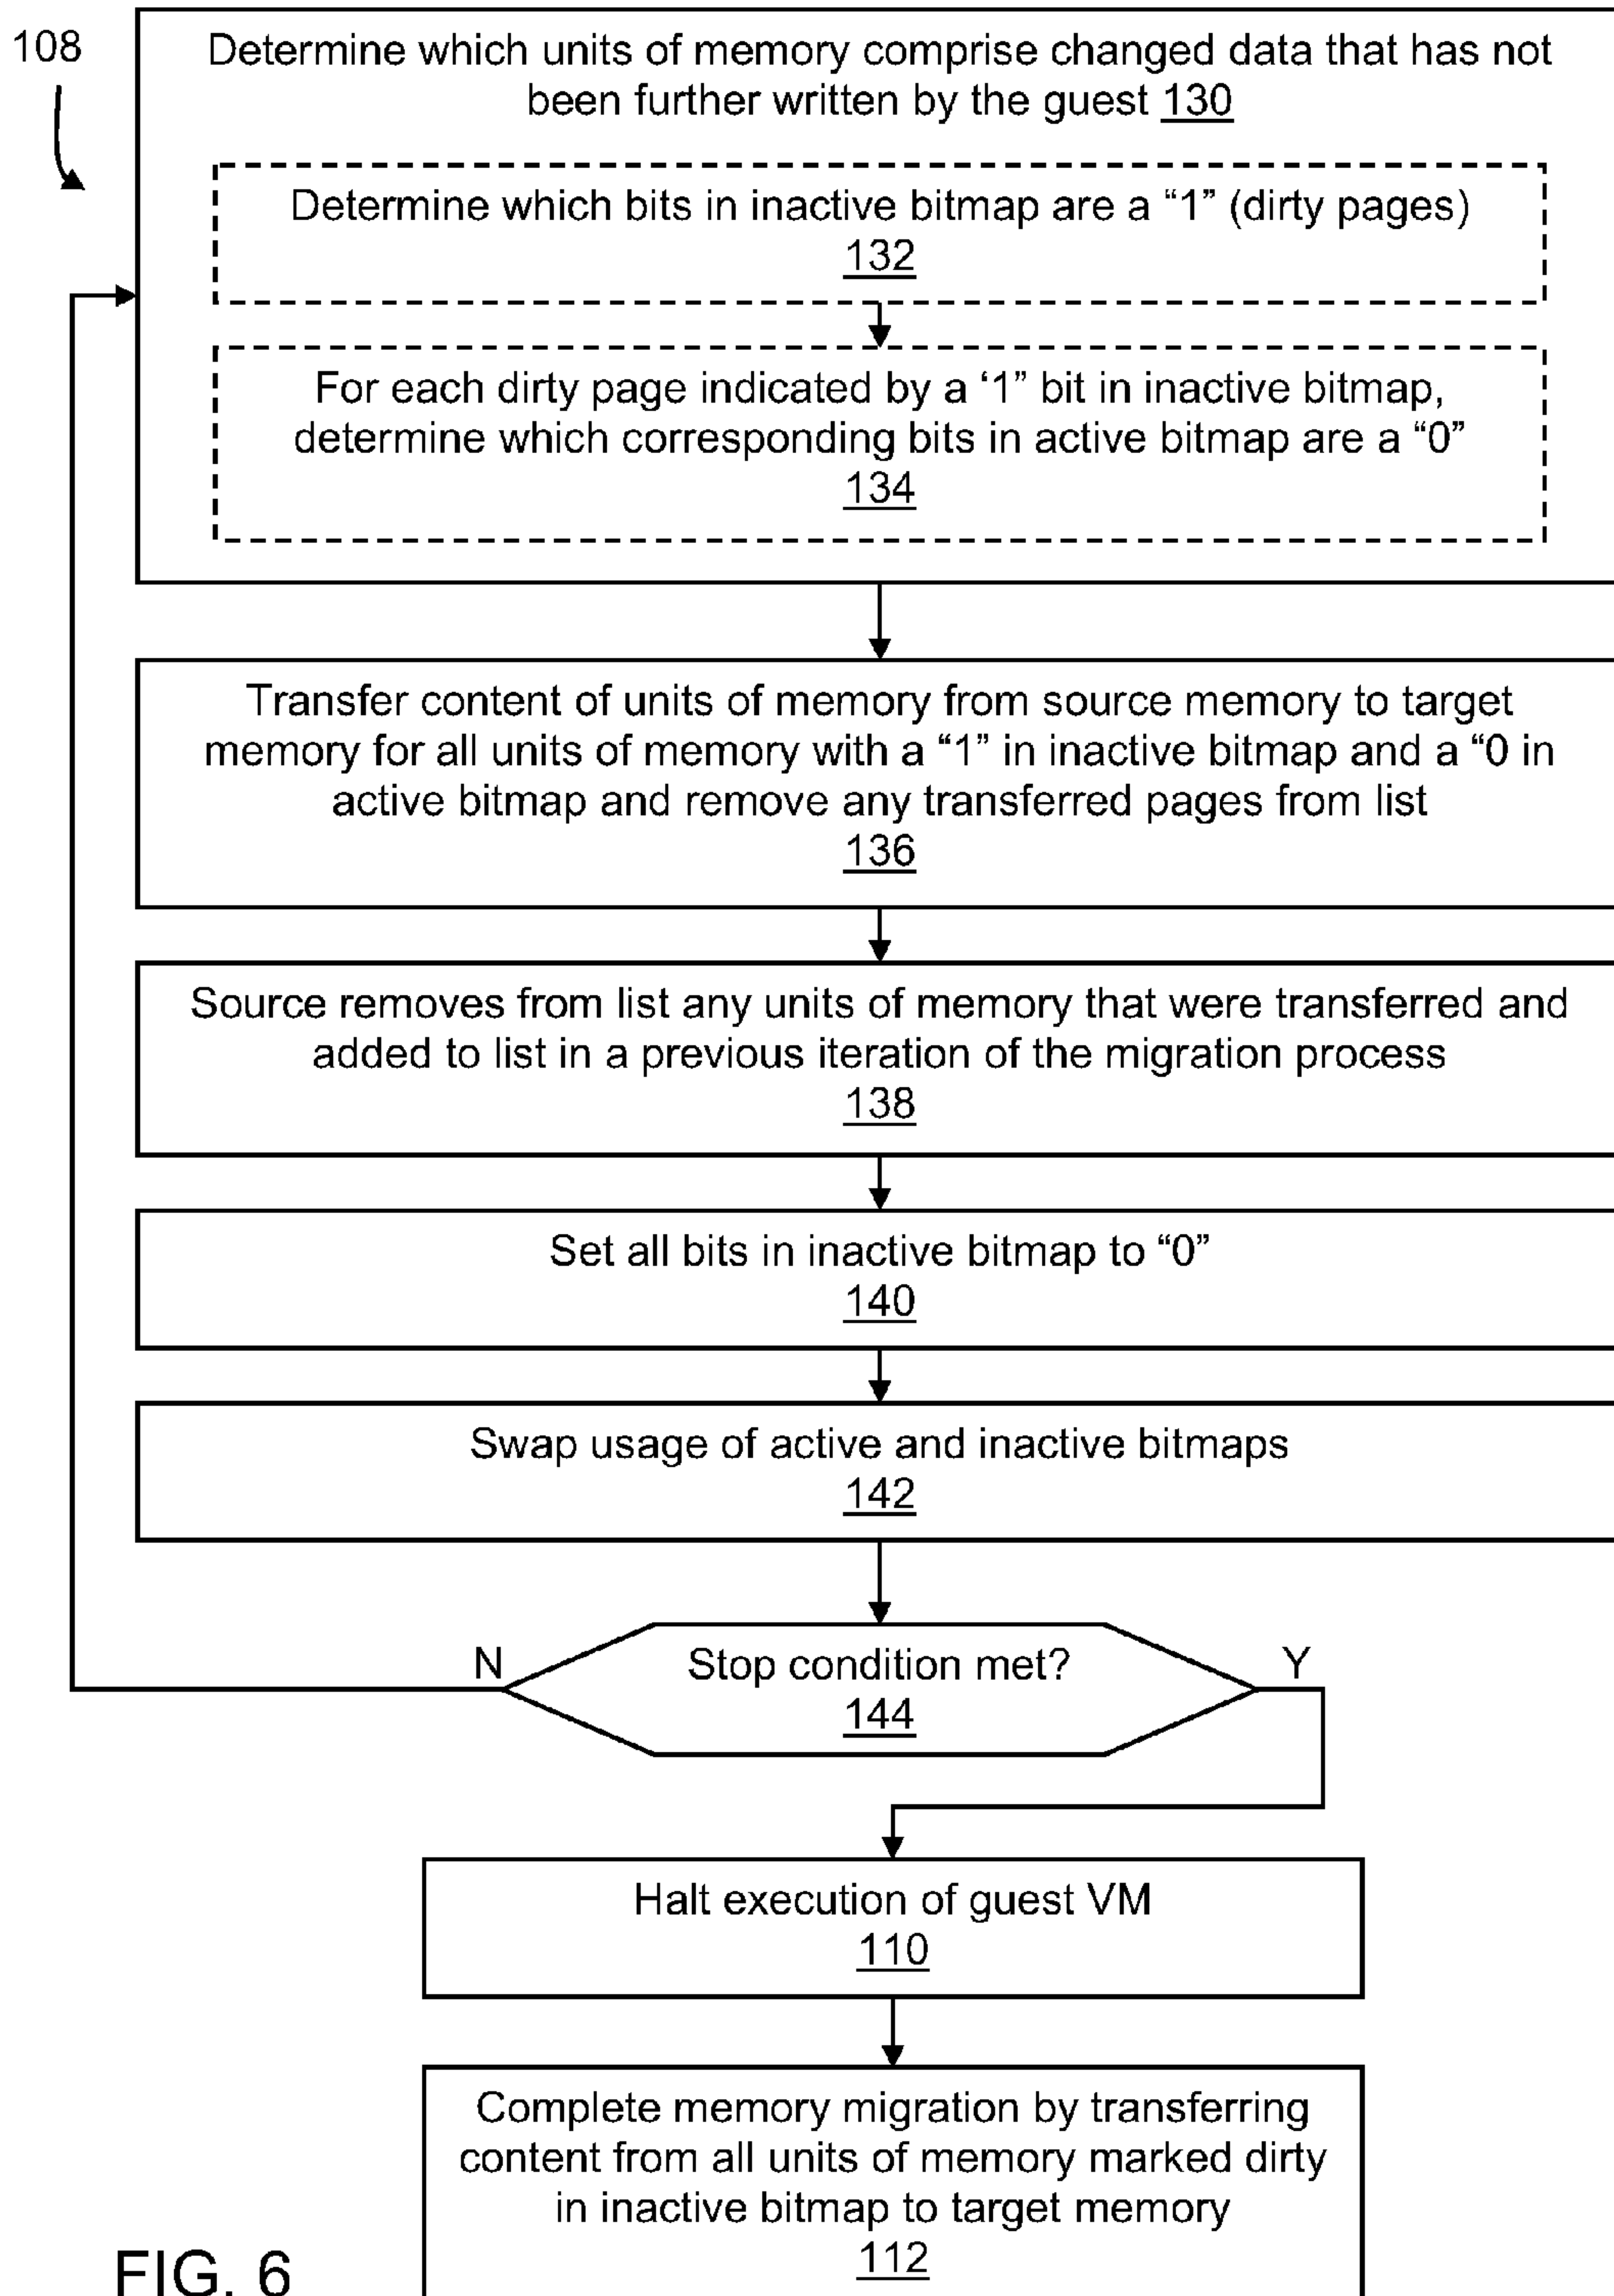 108
Determine which units of memory comprise changed data that has not
been further written by the guest 130
Determine which bits in inactive bitmap are a “1” (dirty pages)
132
For each dirty page indicated by a ‘1” bit in inactive bitmap,
determine which corresponding bits in active bitmap are a “0”
134
Transfer content of units of memory from source memory to target
memory for all units of memory with a “1” in inactive bitmap and a “0 in
active bitmap and remove any transferred pages from list
136
Source removes from list any units of memory that were transferred and
added to list in a previous iteration of the migration process
138
Set all bits in inactive bitmap to “0”
140
Swap usage of active and inactive bitmaps
142
N
Stop condition met?
Y
144
Halt execution of guest VM
110
Complete memory migration by transferring
content from all units of memory marked dirty
in inactive bitmap to target memory
112
FIG. 6